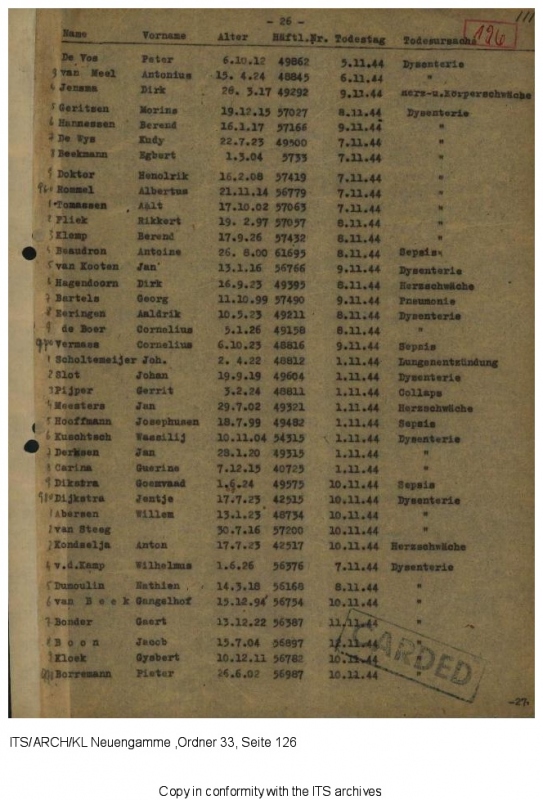 - 26 -
Name Vorname Alter Häftl.Nr. Todestag Todesursache
126
De Vos Peter 6.10.12 49862 5.11.44 Dysenterie
van Meel Antonius 15. 4.24 48845 6.11.44 "
Jensma Dirk 28. 3.17 49292 9.11.44 Herz-u.Körperschwäche
Geritsen Morins 19.12.15 57027 8.11.44 Dysenterie
Hannessen Berend 16.1.17 57166 9.11.44 "
De Wys Rudy 22.7.23 49500 7.11.44 "
Beekmann Egbert 1.3.04 5733 7.11.44 "
Doktor Hendrik 16.2.08 57419 7.11.44 "
Hommel Albertus 21.11.14 56779 7.11.44 "
Tomassen Aalt 17.10.02 57063 7.11.44 "
Fliek Rikkert 19. 2.97 57057 8.11.44 "
Klomp Berend 17.9.26 57432 8.11.44 "
Beaudron Antoine 26. 8.00 61695 8.11.44 Sepsis
van Kooten Jan 13.1.16 56766 9.11.44 Dysenterie
Hagendoorn Dirk 16.9.23 49395 8.11.44 Herzschwäche
Bartels Georg 11.10.99 57490 9.11.44 Pneumonie
Eeringen Aaldrik 10.5.23 49211 8.11.44 Dysenterie
de Boer Cornelius 5.1.26 49158 8.11.44 "
Vermaas Cornelius 6.10.23 48816 9.11.44 Sepsis
Scholtemeijer Joh. 2. 4.22 48812 1.11.44 Lungenentzündung
Slot Johan 19.9.19 49604 1.11.44 Dysenterie
Pijper Gerrit 3.2.24 48811 1.11.44 Collaps
Meesters Jan 29.7.02 49321 1.11.44 Herzschwäche
Hooffmann Josephusen 18.7.99 49482 1.11.44 Sepsis
Kuschtsch Wassilij 10.11.04 54315 1.11.44 Dysenterie
Derksen Jan 28.1.20 49315 1.11.44 "
Carina Guerine 7.12.15 40725 1.11.44 "
Dikstra Goenvaad 1.6.24 49575 10.11.44 Sepsis
Dijkstra Jentje 17.7.23 42515 10.11.44 Dysenterie
Abersen Willem 13.1.23 48734 10.11.44 "
van Steeg 30.7.16 57200 10.11.44 "
Kondselja Anton 17.7.23 42517 10.11.44 Herzschwäche
v.d.Kamp Wilhelmus 1.6.26 56376 7.11.44 Dysenterie
Dumoulin Mathien 14.3.18 56168 8.11.44 "
van B e e k Gangelhof 15.12.94 56754 10.11.44 "
Bonder Geert 13.12.22 56387 11.11.44 "
B o o n Jacob 15.7.04 56897 12.11.44 "
Kloek Gysbert 10.12.11 56782 10.11.44 "
Borremann Pieter 26.6.02 56987 10.11.44 "
CARDED
-27-
ITS/ARCH/KL Neuengamme ,Ordner 33, Seite 126
Copy in conformity with the ITS archives